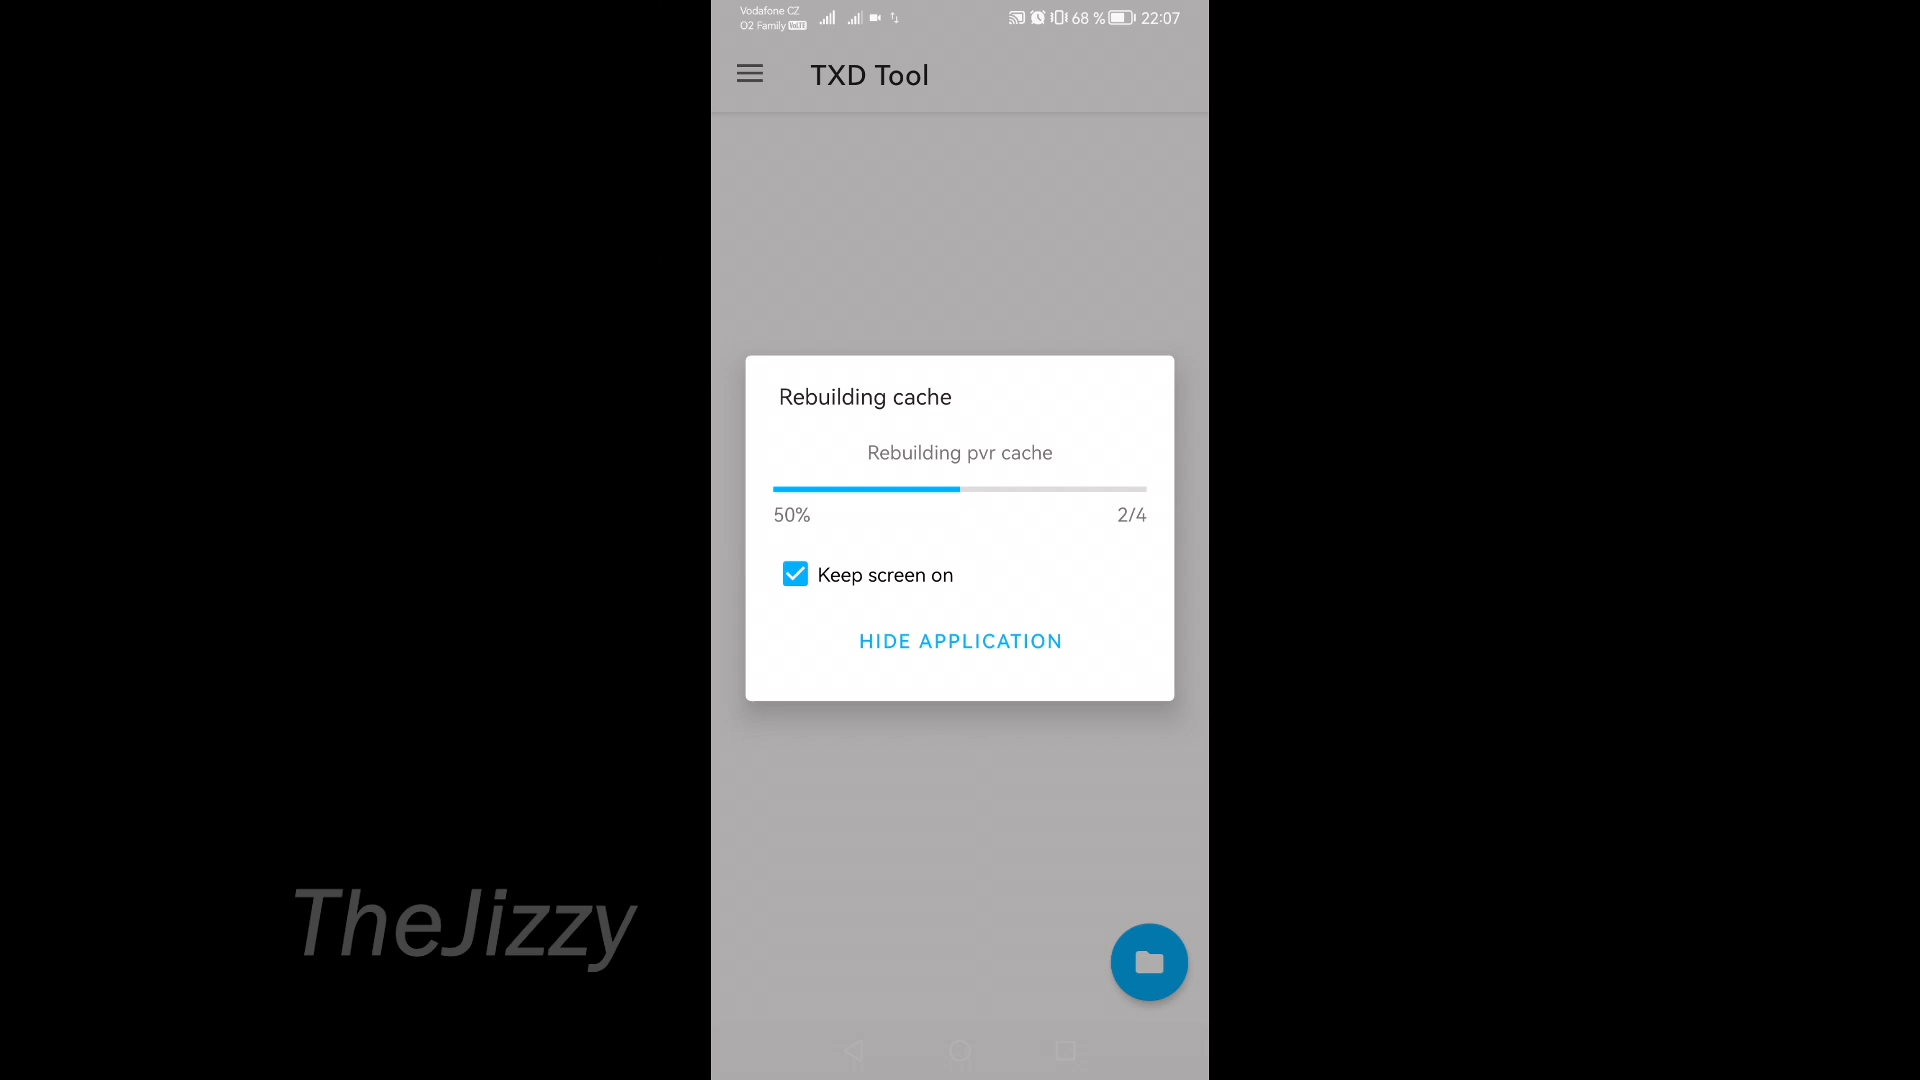 Vodafone CZ
O2 Family VoLTE
68 %
22:07
TXD Tool
Rebuilding cache
Rebuilding pvr cache
50%
2/4
Keep screen on
HIDE APPLICATION
TheJizzy